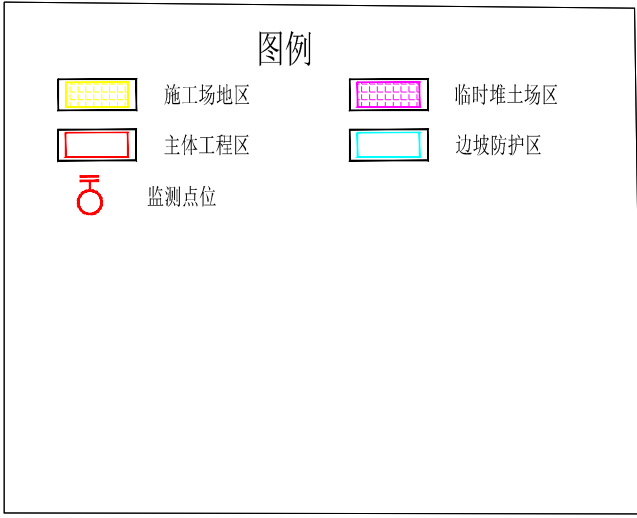 图例
施工场地区 临时堆土场区
主体工程区 边坡防护区
监测点位